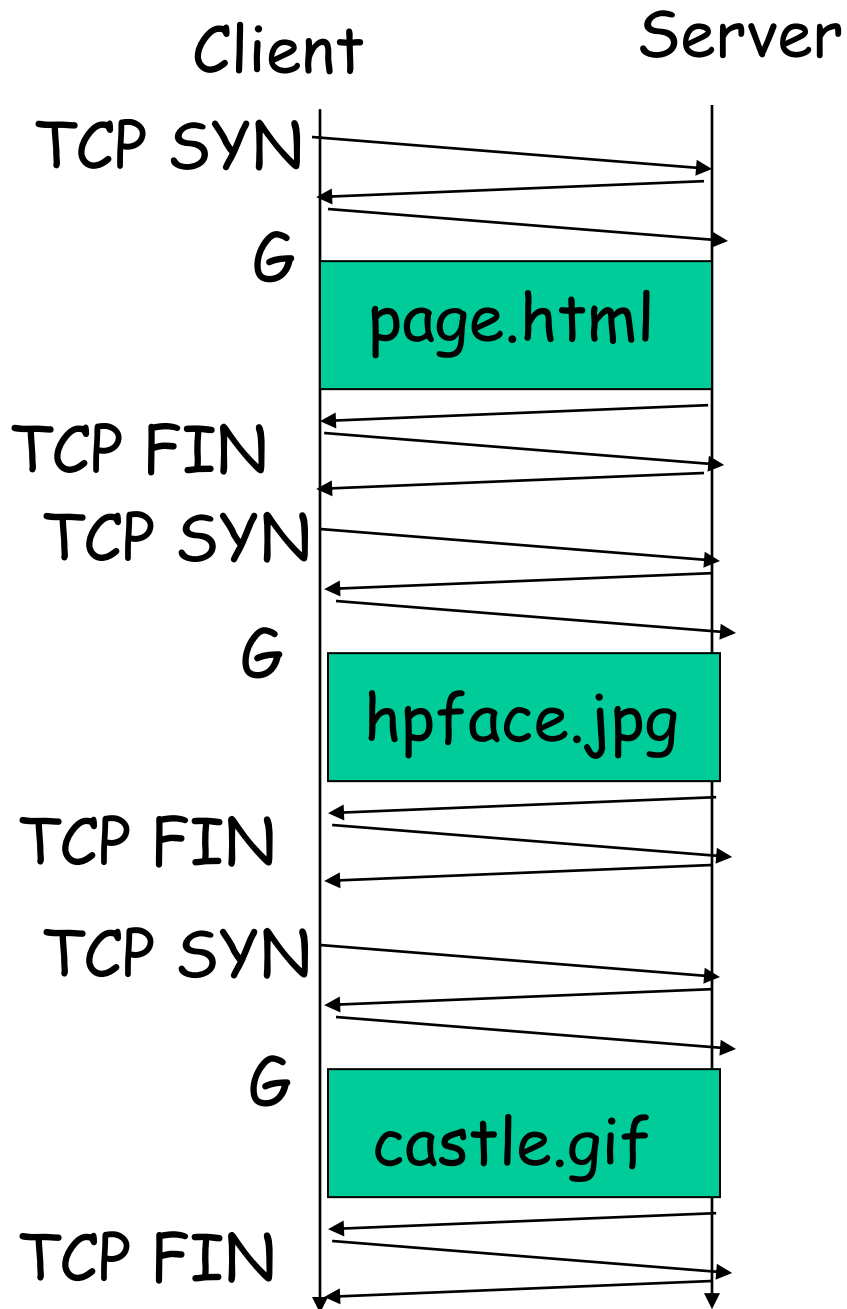 Client
Server
TCP SYN
G
page.html
TCP FIN
TCP SYN
G
hpface.jpg
TCP FIN
TCP SYN
G
castle.gif
TCP FIN